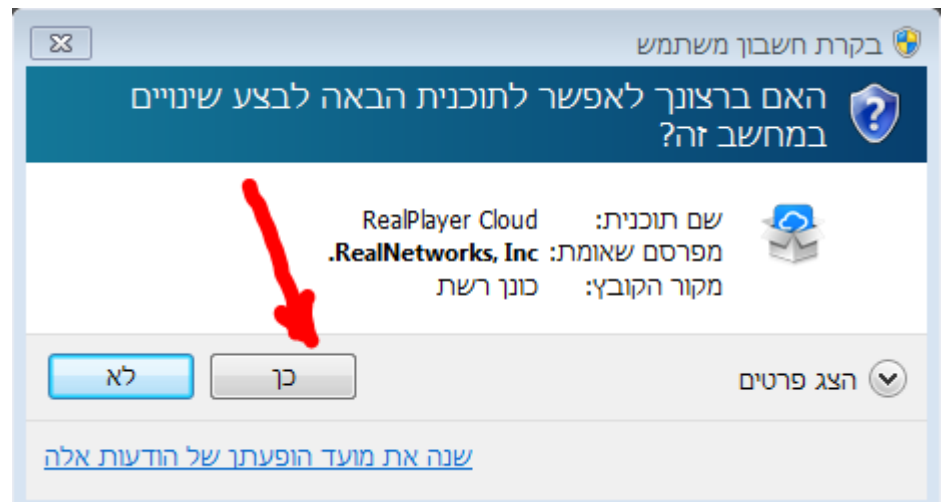 בקרת חשבון משתמש
האם ברצונך לאפשר לתוכנית הבאה לבצע שינויים
במחשב זה?
שם תוכנית: RealPlayer Cloud
מפרסם שאומת: RealNetworks, Inc.
מקור הקובץ: כונן רשת
הצג פרטים
כן
לא
שנה את מועד הופעתן של הודעות אלה